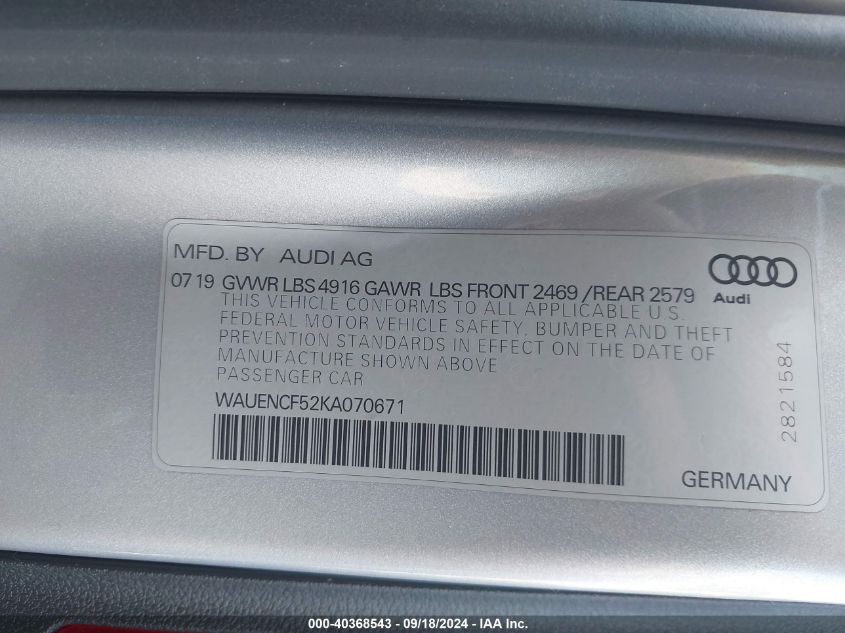 MFD. BY AUDI AG
07 19 GVWR LBS 4916 GAWR LBS FRONT 2469 /REAR 2579
Audi
THIS VEHICLE CONFORMS TO ALL APPLICABLE U.S.
FEDERAL MOTOR VEHICLE SAFETY, BUMPER AND THEFT
PREVENTION STANDARDS IN EFFECT ON THE DATE OF
MANUFACTURE SHOWN ABOVE
PASSENGER CAR
WAUENCF52KA070671
2821584
GERMANY
000-40368543 / 09/18/2024 - IAA Inc.